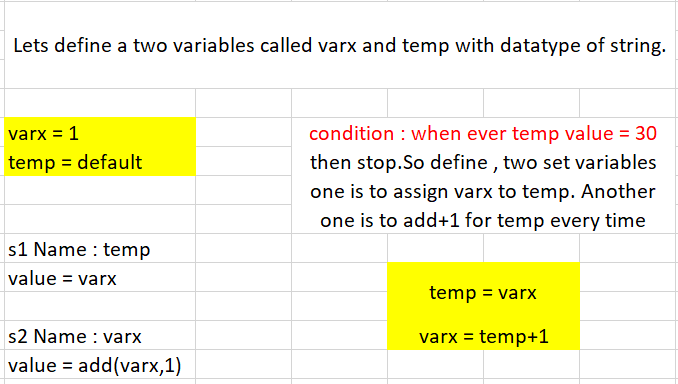 Lets define a two variables called varx and temp with datatype of string.
varx = 1
temp = default
condition : when ever temp value = 30
then stop.So define , two set variables
one is to assign varx to temp. Another
one is to add+1 for temp every time
s1 Name : temp
value = varx
s2 Name : varx
value = add(varx,1)
temp = varx
varx = temp+1